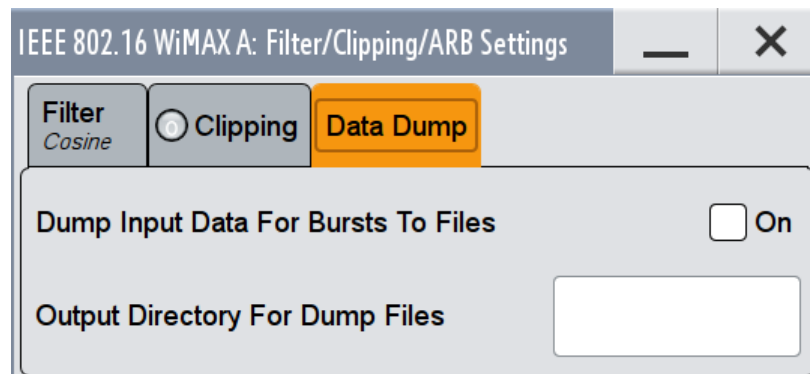 IEEE 802.16 WiMAX A: Filter/Clipping/ARB Settings
Filter
Cosine
0 Clipping
Data Dump
Dump Input Data For Bursts To Files
On
Output Directory For Dump Files